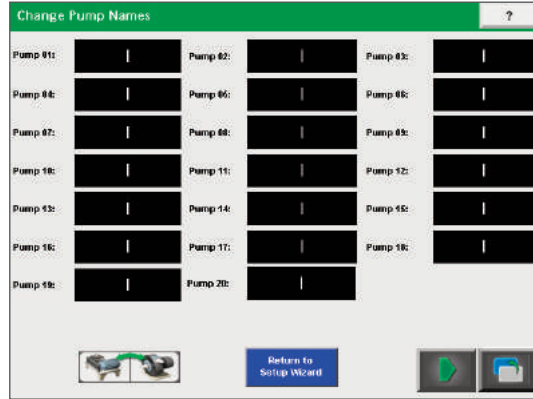 Change Pump Names ?
Pump 01: Pump 02: Pump 03:
Pump 04: Pump 05: Pump 06:
Pump 07: Pump 08: Pump 09:
Pump 10: Pump 11: Pump 12:
Pump 13: Pump 14: Pump 15:
Pump 16: Pump 17: Pump 18:
Pump 19: Pump 20:
Return to
Setup Wizard